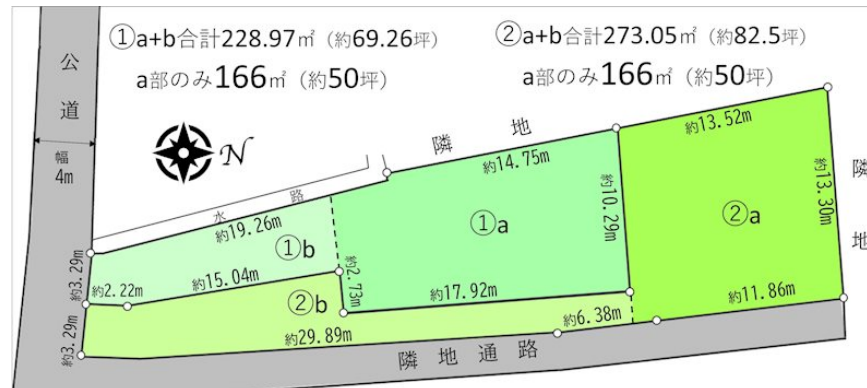 ①a+b合計228.97㎡（約69.26坪）
a部のみ166㎡（約50坪）
②a+b合計273.05㎡（約82.5坪）
a部のみ166㎡（約50坪）
公道
幅
4m
N
隣地
水路
約14.75m
約13.52m
約19.26m
①b
①a
約10.29m
②a
約13.30m
隣地
約3.29m
約2.22m
約15.04m
約2.73m
約17.92m
②b
約3.29m
約29.89m
約6.38m
約11.86m
隣地通路